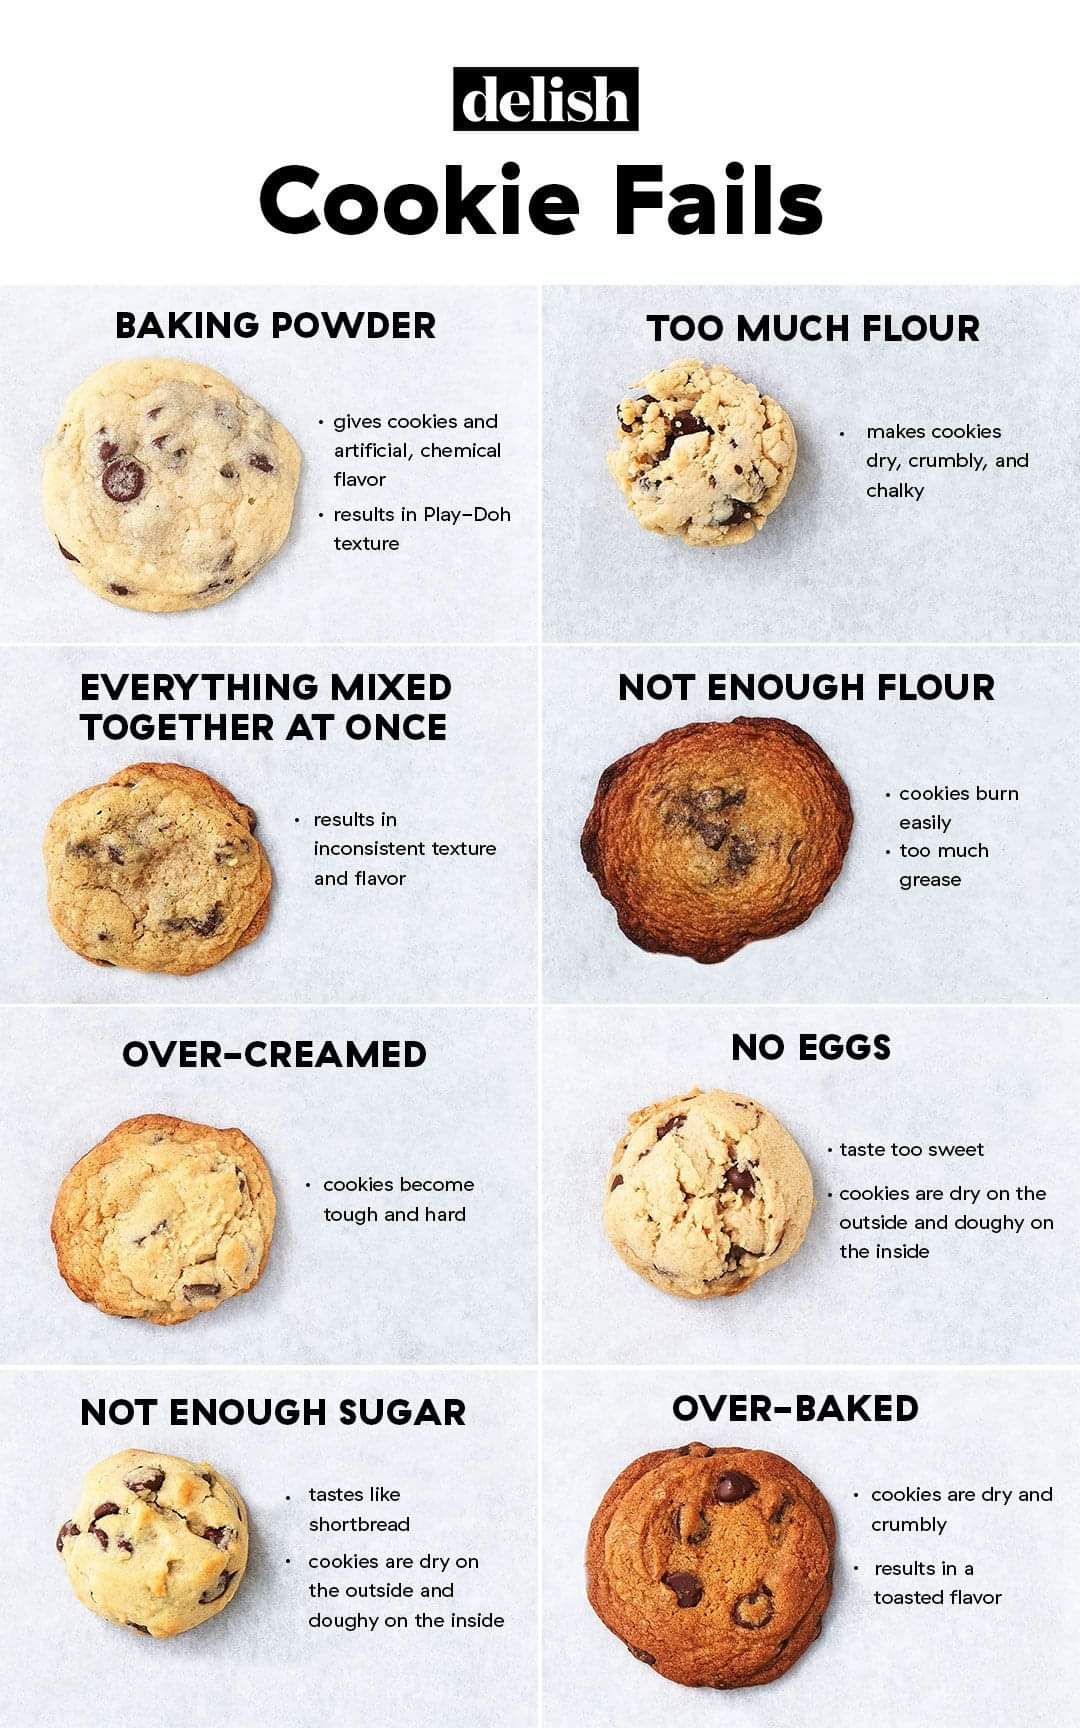 delish
Cookie Fails
BAKING POWDER
• gives cookies and
artificial, chemical
flavor
• results in Play-Doh
texture
TOO MUCH FLOUR
• makes cookies
dry, crumbly, and
chalky
EVERYTHING MIXED
TOGETHER AT ONCE
• results in
inconsistent texture
and flavor
NOT ENOUGH FLOUR
• cookies burn
easily
• too much
grease
OVER-CREAMED
• cookies become
tough and hard
NO EGGS
• taste too sweet
• cookies are dry on the
outside and doughy on
the inside
NOT ENOUGH SUGAR
• tastes like
shortbread
• cookies are dry on
the outside and
doughy on the inside
OVER-BAKED
• cookies are dry and
crumbly
• results in a
toasted flavor